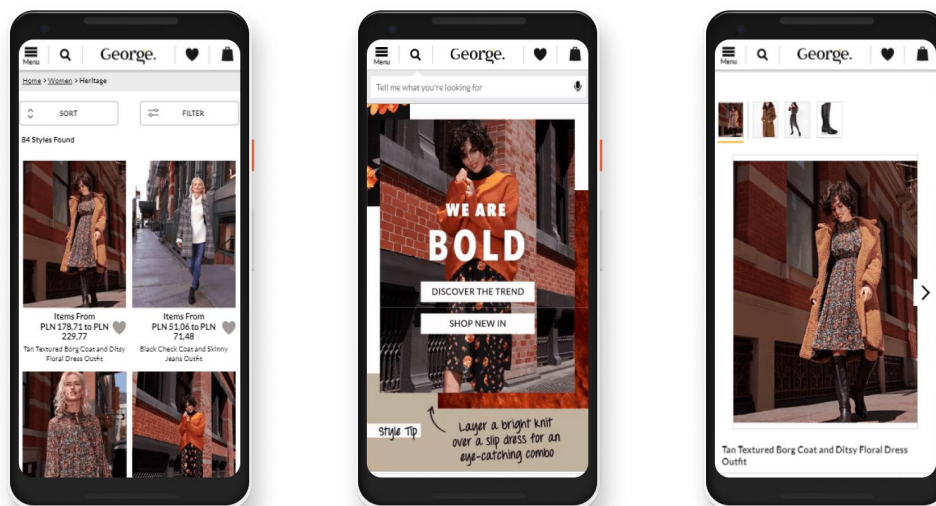 Menu
George.
Home > Women > Heritage
SORT
FILTER
84 Styles Found
Items From
PLN 178,71 to PLN
229,77
Tan Textured Borg Coat and Ditsy
Floral Dress Outfit
Items From
PLN 51,06 to PLN
71,48
Black Check Coat and Skinny
Jeans Outfit
Menu
George.
Tell me what you're looking for
WE ARE
BOLD
DISCOVER THE TREND
SHOP NEW IN
Style Tip
Layer a bright knit
over a slip dress for an
eye-catching combo
Menu
George.
Tan Textured Borg Coat and Ditsy Floral Dress
Outfit